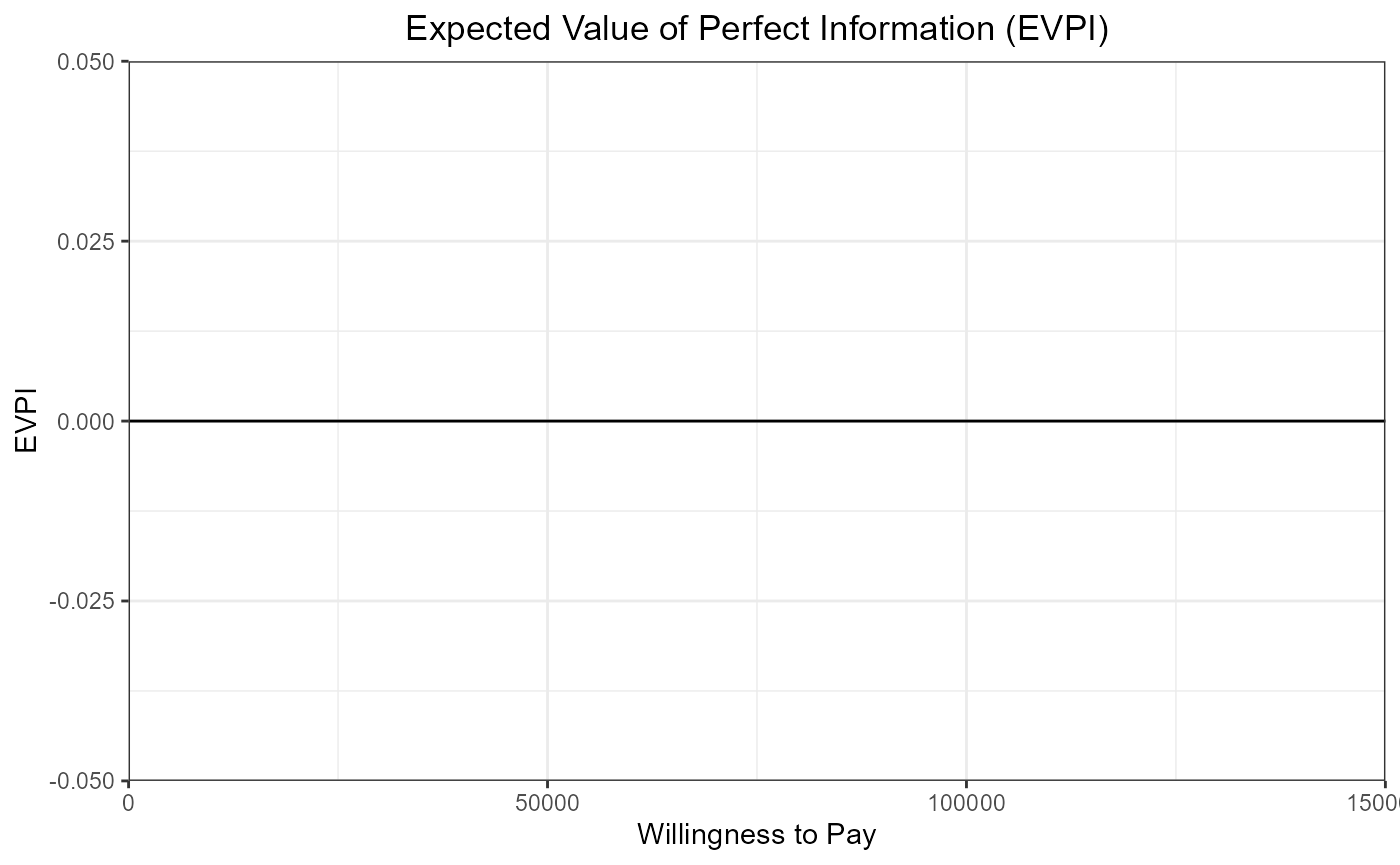 Expected Value of Perfect Information (EVPI)
0.050
0.025
0.000
-0.025
-0.050
EVPI
0 50000 100000 1500
Willingness to Pay